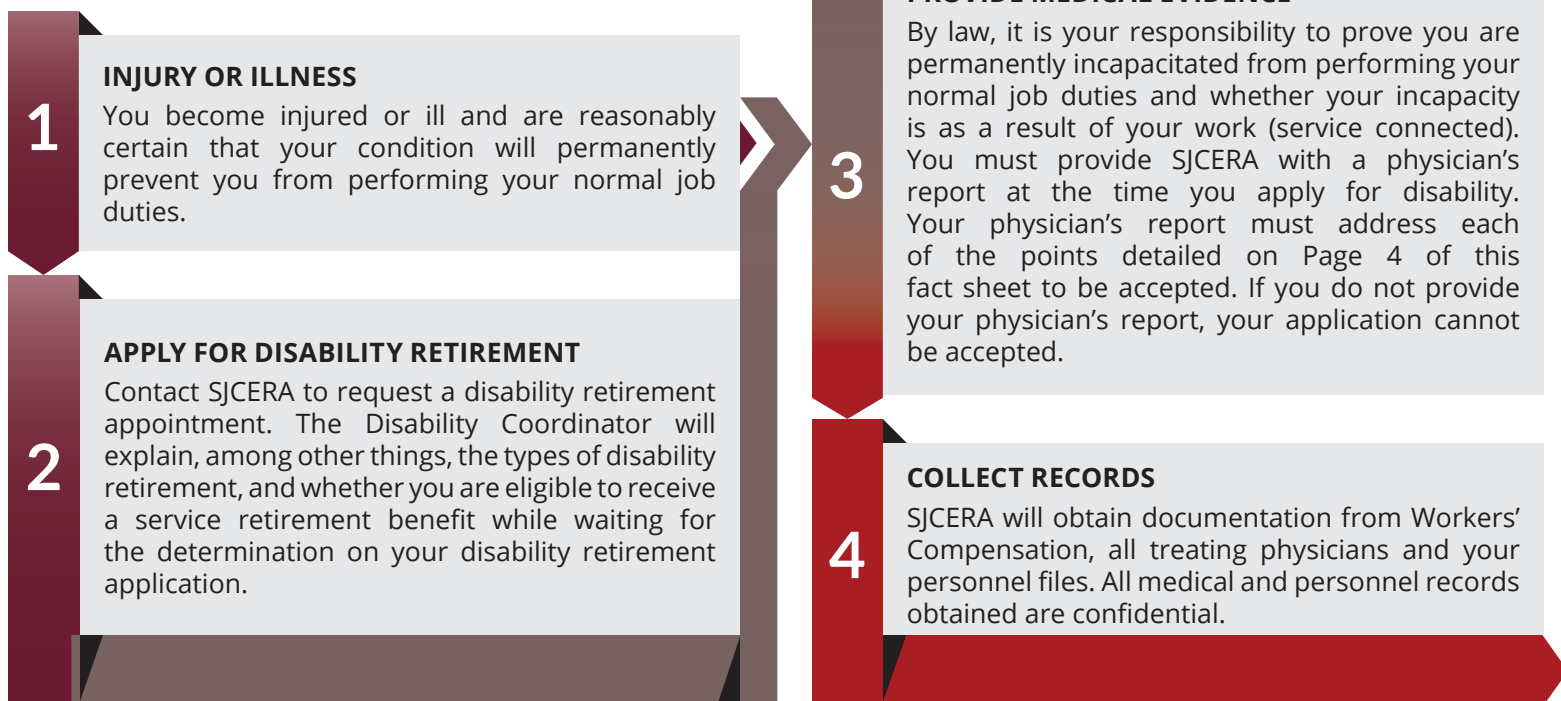 1
INJURY OR ILLNESS
You become injured or ill and are reasonably
certain that your condition will permanently
prevent you from performing your normal job
duties.
2
APPLY FOR DISABILITY RETIREMENT
Contact SJCERA to request a disability retirement
appointment. The Disability Coordinator will
explain, among other things, the types of disability
retirement, and whether you are eligible to receive
a service retirement benefit while waiting for
the determination on your disability retirement
application.
3
PROVIDE MEDICAL EVIDENCE
By law, it is your responsibility to prove you are
permanently incapacitated from performing your
normal job duties and whether your incapacity
is as a result of your work (service connected).
You must provide SJCERA with a physician’s
report at the time you apply for disability.
Your physician’s report must address each
of the points detailed on Page 4 of this
fact sheet to be accepted. If you do not provide
your physician’s report, your application cannot
be accepted.
4
COLLECT RECORDS
SJCERA will obtain documentation from Workers’
Compensation, all treating physicians and your
personnel files. All medical and personnel records
obtained are confidential.